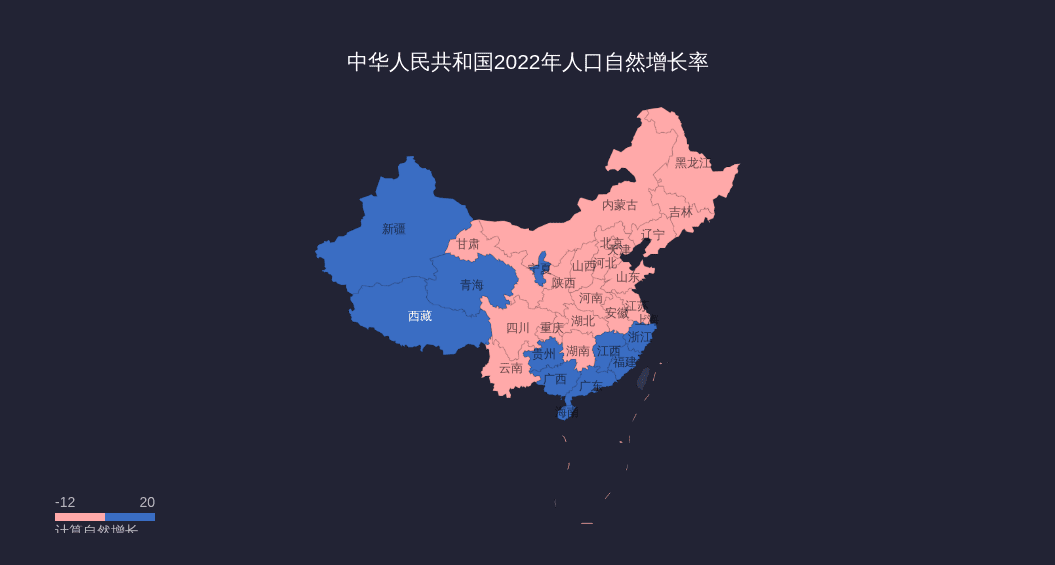 中华人民共和国2022年人口自然增长率
黑龙江
内蒙古
吉林
新疆
辽宁
甘肃
北京
天津
河北
山西
宁夏
山东
陕西
青海
河南
江苏
安徽
西藏
上海
湖北
四川
重庆
浙江
湖南
江西
贵州
福建
云南
广西
广东
海南
-12 20
计算自然增长